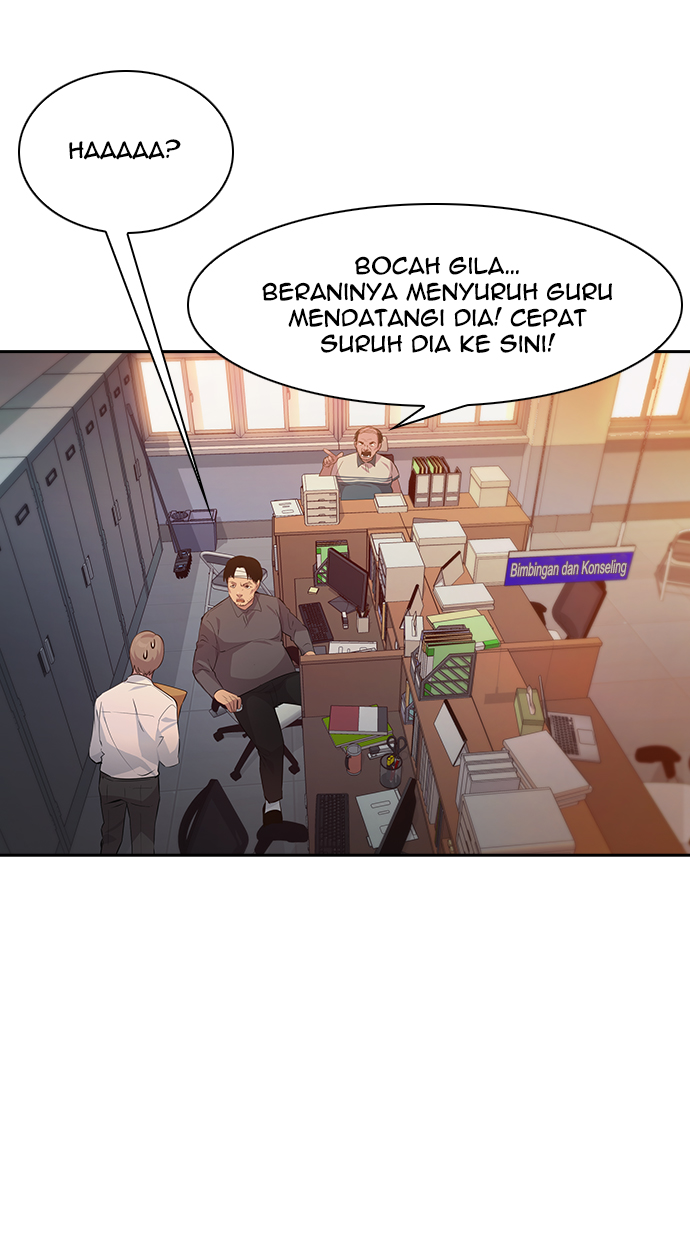 HAAAAA?
BOCAH GILA...
BERANINYA MENYURUH GURU
MENDATANGI DIA! CEPAT
SURUH DIA KE SINI!
Bimbingan dan Konseling